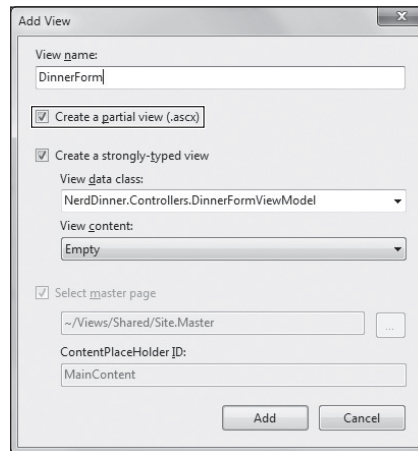 Add View
View name:
DinnerForm
Create a partial view (.ascx)
Create a strongly-typed view
View data class:
NerdDinner.Controllers.DinnerFormViewModel
View content:
Empty
Select master page
~/Views/Shared/Site.Master
...
ContentPlaceHolder ID:
MainContent
Add
Cancel